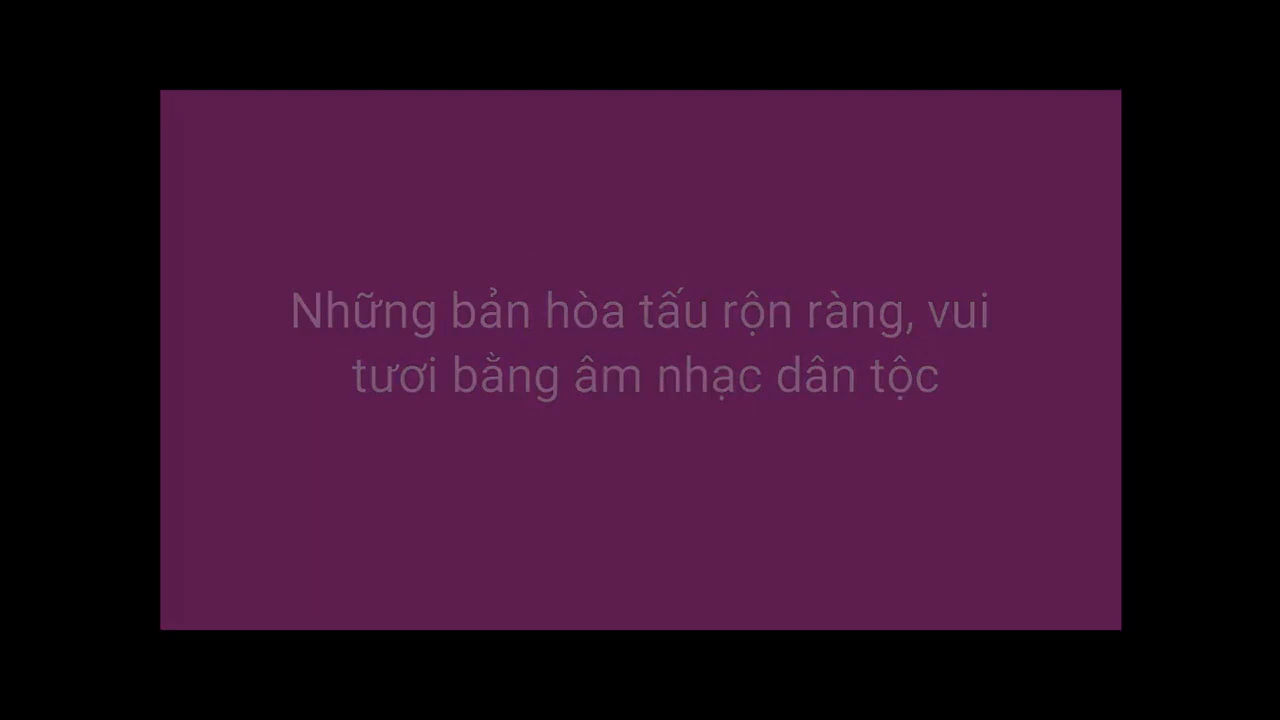 Những bản hòa tấu rộn ràng, vui
tươi bằng âm nhạc dân tộc